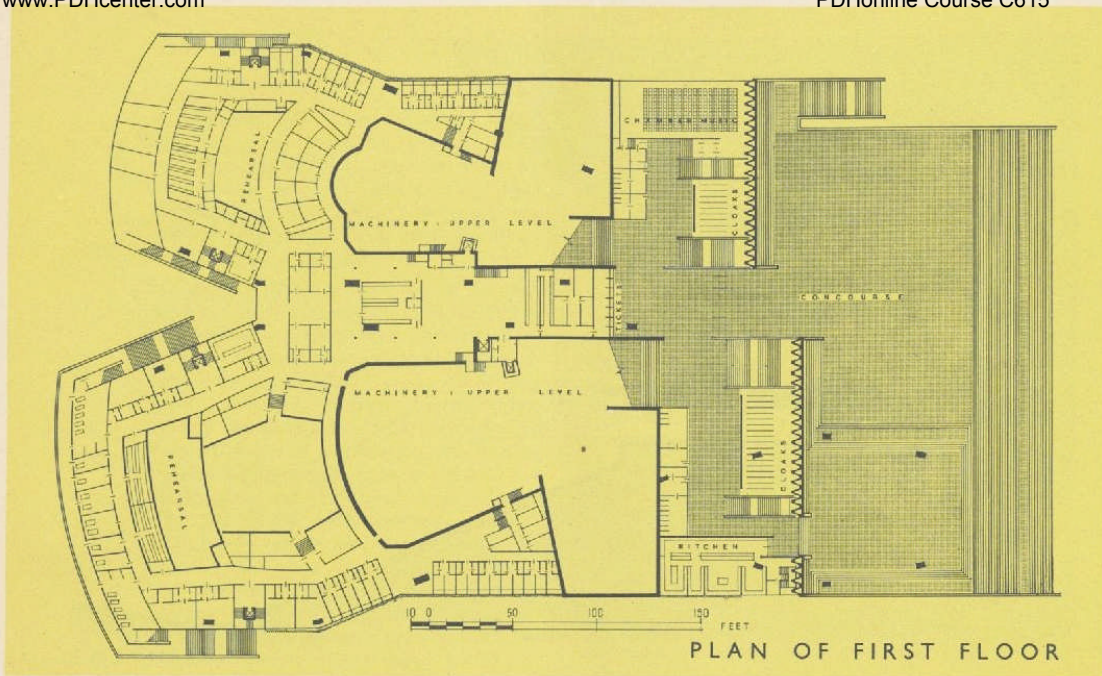 www.PDHcenter.com PDHonline Course C615
CHAMBER MUSIC
REHEARSAL
CLOAKS
MACHINERY : UPPER LEVEL
TICKETS
CONCOURSE
MACHINERY : UPPER LEVEL
CLOAKS
REHEARSAL
KITCHEN
10 0 50 100 150
FEET
PLAN OF FIRST FLOOR